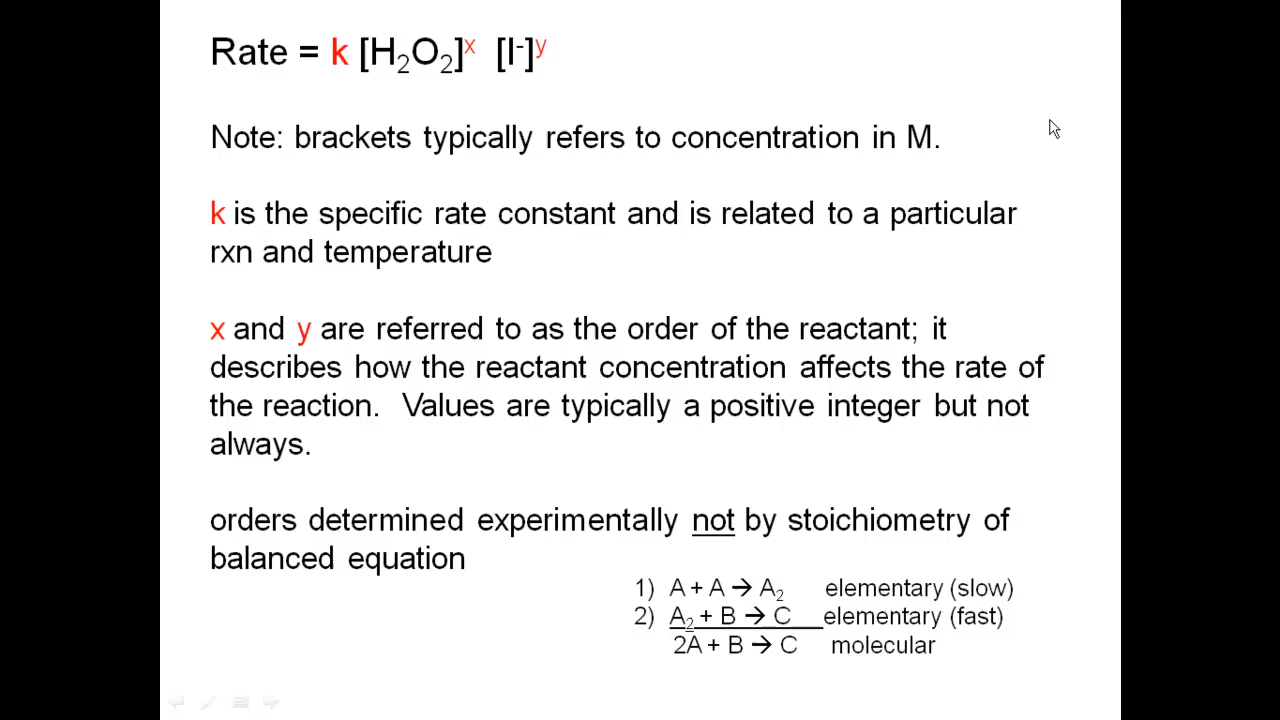 Rate = k [H₂O₂]ˣ [I⁻]ʸ
Note: brackets typically refers to concentration in M.
k is the specific rate constant and is related to a particular
rxn and temperature
x and y are referred to as the order of the reactant; it
describes how the reactant concentration affects the rate of
the reaction. Values are typically a positive integer but not
always.
orders determined experimentally not by stoichiometry of
balanced equation
1) A + A → A₂ elementary (slow)
2) A₂ + B → C elementary (fast)
2A + B → C molecular